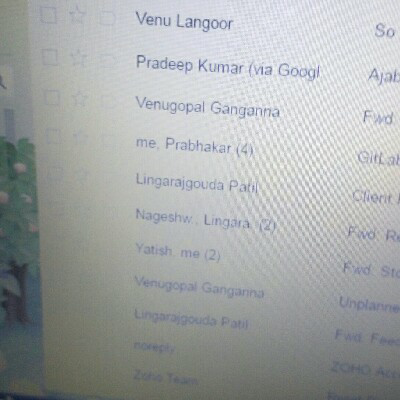 Venu Langoor So
Pradeep Kumar (via Googl Ajab
Venugopal Ganganna Fwd
me, Prabhakar (4) GitLab
Lingarajgouda Patil Client
Nageshw., Lingara. (2) Fwd: Re
Yatish, me (2) Fwd: Sto
Venugopal Ganganna Unplanne
Lingarajgouda Patil Fwd: Feed
noreply ZOHO Acc
Zoho Team